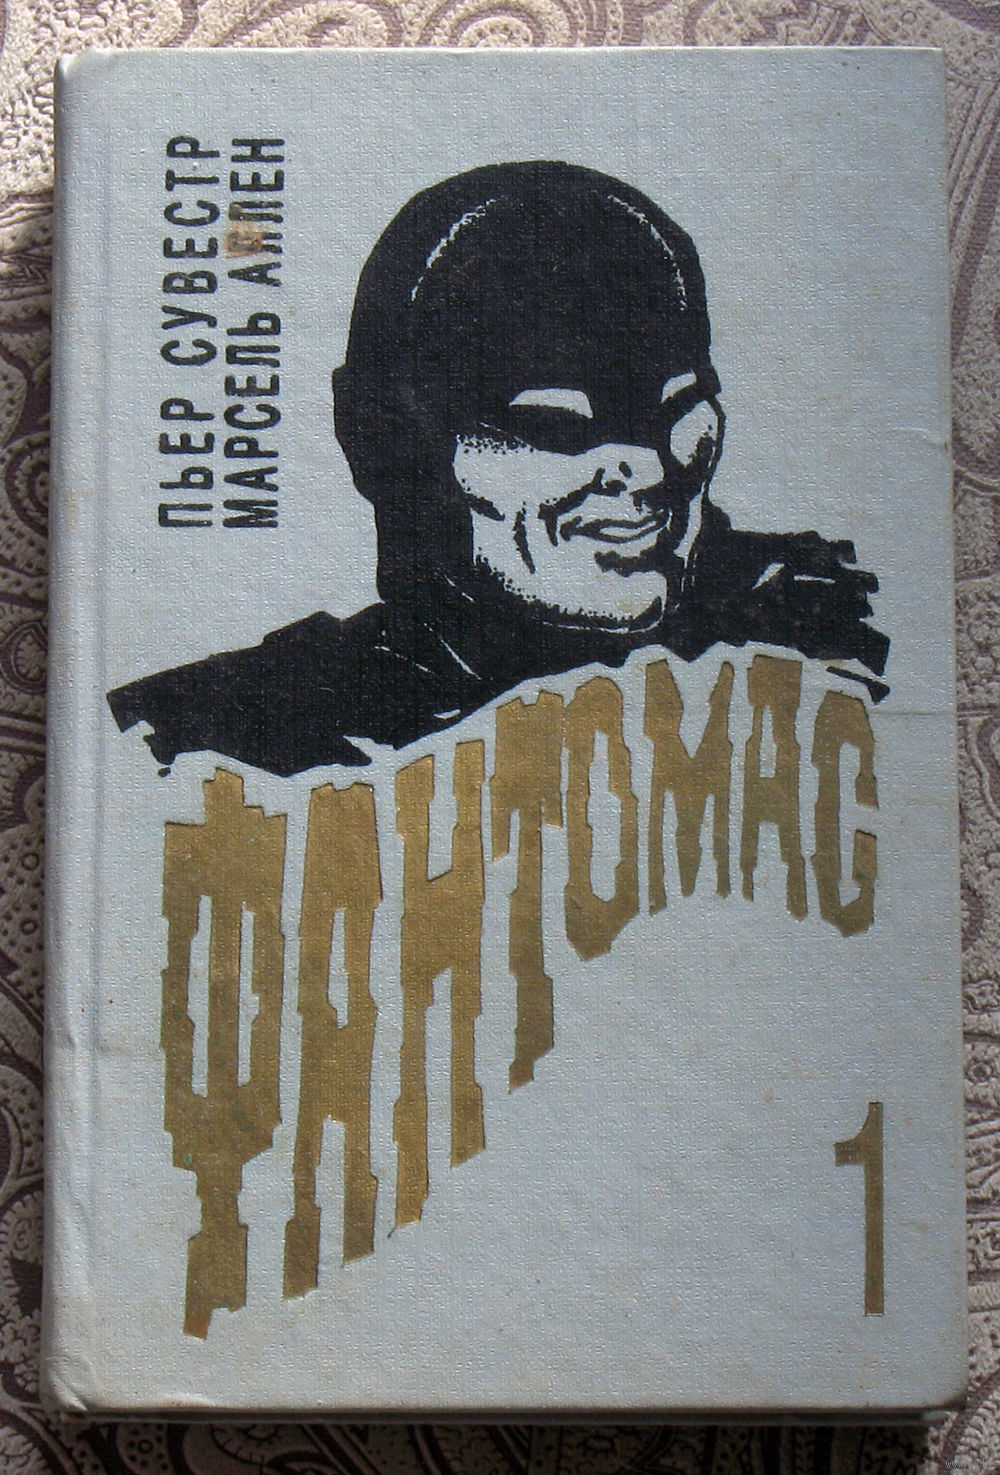 ПЬЕР СУВЕСТР
МАРСЕЛЬ АЛЛЕН
ФАНТОМАС
1